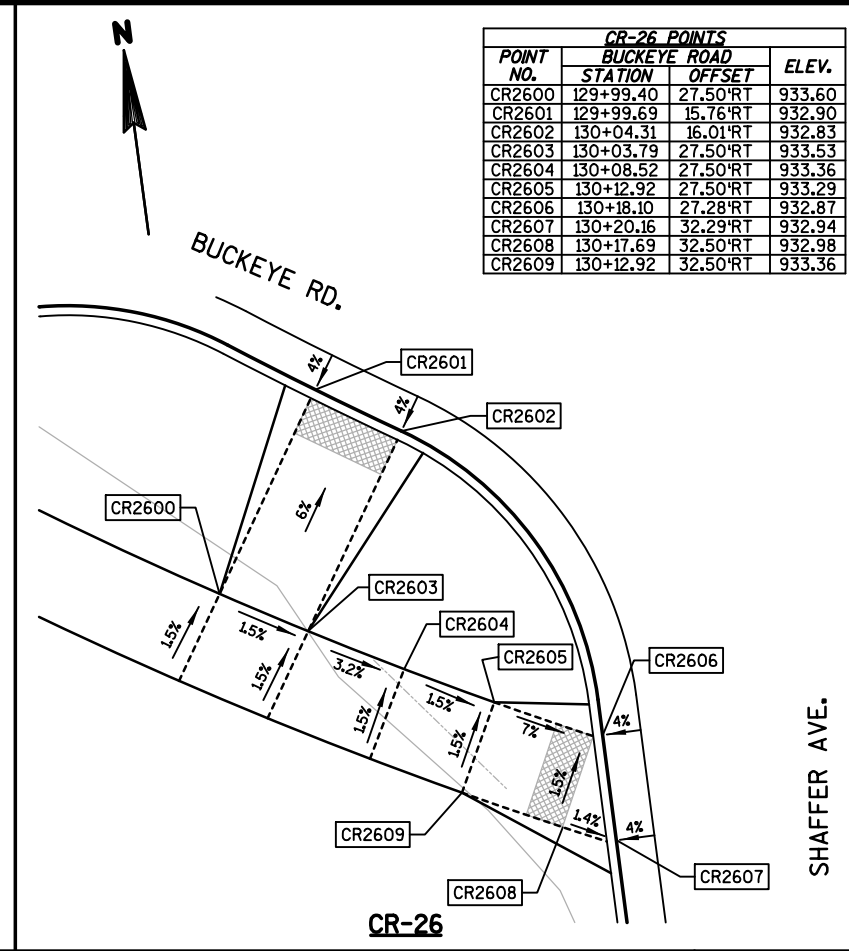 N
CR-26 POINTS
POINT NO. BUCKEYE ROAD ELEV.
STATION OFFSET
CR2600 129+99.40 27.50'RT 933.60
CR2601 129+99.69 15.76'RT 932.90
CR2602 130+04.31 16.01'RT 932.83
CR2603 130+03.79 27.50'RT 933.53
CR2604 130+08.52 27.50'RT 933.36
CR2605 130+12.92 27.50'RT 933.29
CR2606 130+18.10 27.28'RT 932.87
CR2607 130+20.16 32.29'RT 932.94
CR2608 130+17.69 32.50'RT 932.98
CR2609 130+12.92 32.50'RT 933.36
BUCKEYE RD.
4%
CR2601
4%
CR2602
CR2600
6%
CR2603
1.5%
1.5%
CR2604
1.5%
3.2%
CR2605
CR2606
1.5%
1.5%
1.5%
7%
4%
1.5%
1.4%
4%
SHAFFER AVE.
CR2609
CR2608
CR2607
CR-26